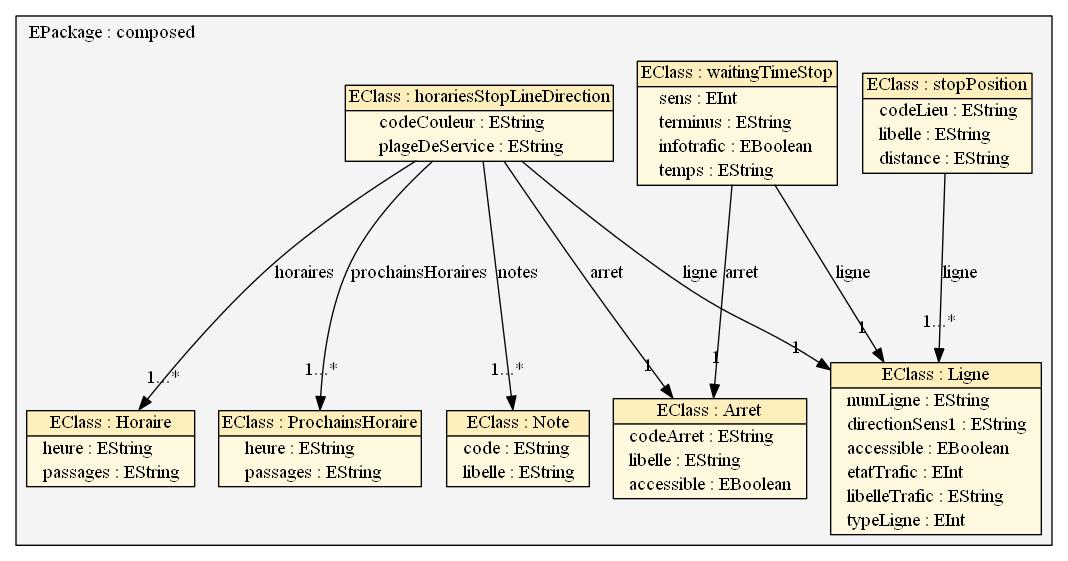 EPackage : composed
EClass : horariesStopLineDirection
codeCouleur : EString
plageDeService : EString
EClass : waitingTimeStop
sens : EInt
terminus : EString
infotrafic : EBoolean
temps : EString
EClass : stopPosition
codeLieu : EString
libelle : EString
distance : EString
horaires
prochainsHoraires
notes
arret
ligne
arret
ligne
ligne
1...*
1...*
1...*
1
1
1
1
1...*
EClass : Horaire
heure : EString
passages : EString
EClass : ProchainsHoraire
heure : EString
passages : EString
EClass : Note
code : EString
libelle : EString
EClass : Arret
codeArret : EString
libelle : EString
accessible : EBoolean
EClass : Ligne
numLigne : EString
directionSens1 : EString
accessible : EBoolean
etatTrafic : EInt
libelleTrafic : EString
typeLigne : EInt